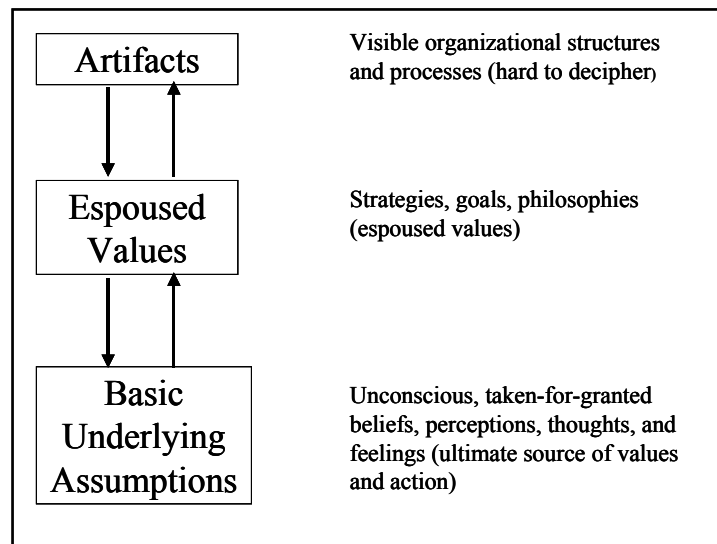 Artifacts
Visible organizational structures
and processes (hard to decipher)
Espoused
Values
Strategies, goals, philosophies
(espoused values)
Basic
Underlying
Assumptions
Unconscious, taken-for-granted
beliefs, perceptions, thoughts, and
feelings (ultimate source of values
and action)